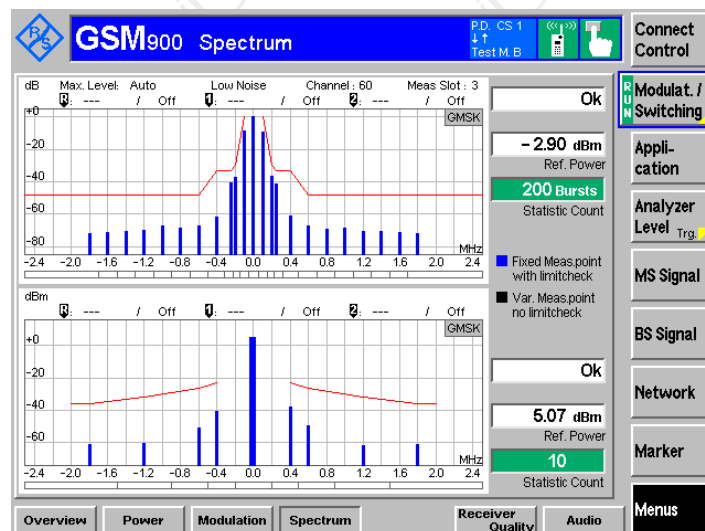 R/S GSM900 Spectrum
P.D. CS 1
Test M. B
Connect Control
dB Max. Level: Auto Low Noise Channel : 60 Meas Slot : 3
R: --- / Off 1: --- / Off 2: --- / Off
GMSK
+0
-20
-40
-60
-80
MHz
-2.4 -2.0 -1.6 -1.2 -0.8 -0.4 0.0 0.4 0.8 1.2 1.6 2.0 2.4
Ok
- 2.90 dBm
Ref. Power
200 Bursts
Statistic Count
Fixed Meas.point
with limitcheck
Var. Meas.point
no limitcheck
dBm
R: --- / Off 1: --- / Off 2: --- / Off
GMSK
+0
-20
-40
-60
MHz
-2.4 -2.0 -1.6 -1.2 -0.8 -0.4 0.0 0.4 0.8 1.2 1.6 2.0 2.4
Ok
5.07 dBm
Ref. Power
10
Statistic Count
RUN
Modulat. /
Switching
Appli-
cation
Analyzer
Level Trg.
MS Signal
BS Signal
Network
Marker
Menus
Overview Power Modulation Spectrum Receiver Quality Audio